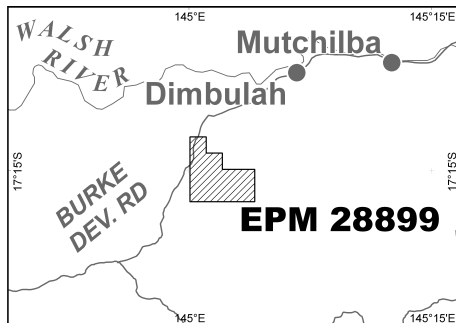 145°E
145°15'E
WALSH
RIVER
Mutchilba
Dimbulah
17°15'S
17°15'S
BURKE
DEV. RD
EPM 28899
145°E
145°15'E